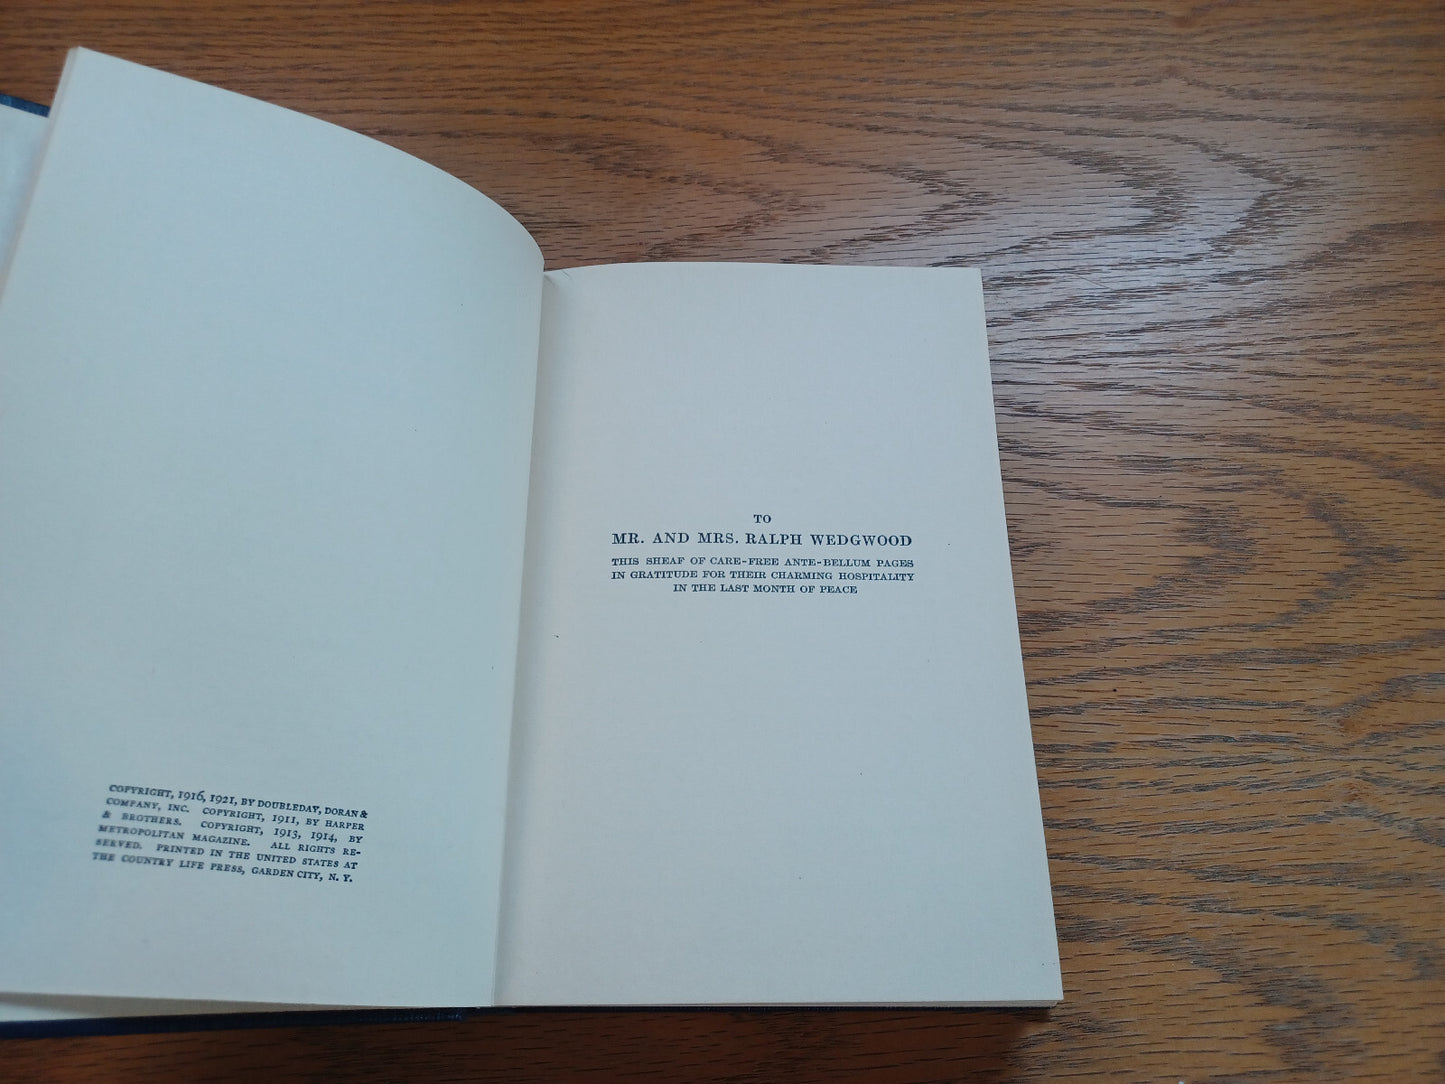 COPYRIGHT, 1916, 1921, BY DOUBLEDAY, DORAN &
COMPANY, INC. COPYRIGHT, 1911, BY HARPER
& BROTHERS. COPYRIGHT, 1913, 1914, BY
METROPOLITAN MAGAZINE. ALL RIGHTS RE-
SERVED. PRINTED IN THE UNITED STATES AT
THE COUNTRY LIFE PRESS, GARDEN CITY, N. Y.
TO
MR. AND MRS. RALPH WEDGWOOD
THIS SHEAF OF CARE-FREE ANTE-BELLUM PAGES
IN GRATITUDE FOR THEIR CHARMING HOSPITALITY
IN THE LAST MONTH OF PEACE